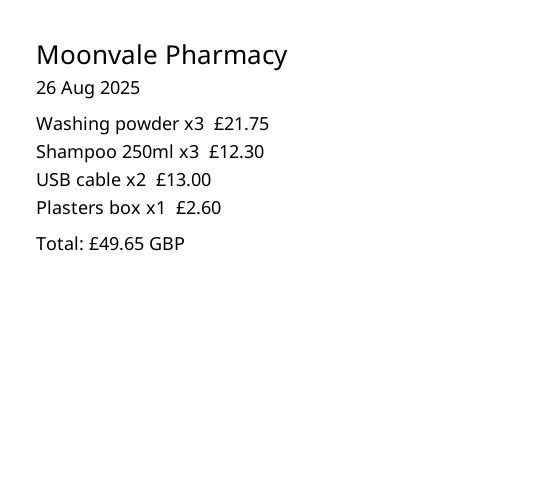 Moonvale Pharmacy
26 Aug 2025
Washing powder x3  £21.75
Shampoo 250ml x3  £12.30
USB cable x2  £13.00
Plasters box x1  £2.60
Total: £49.65 GBP